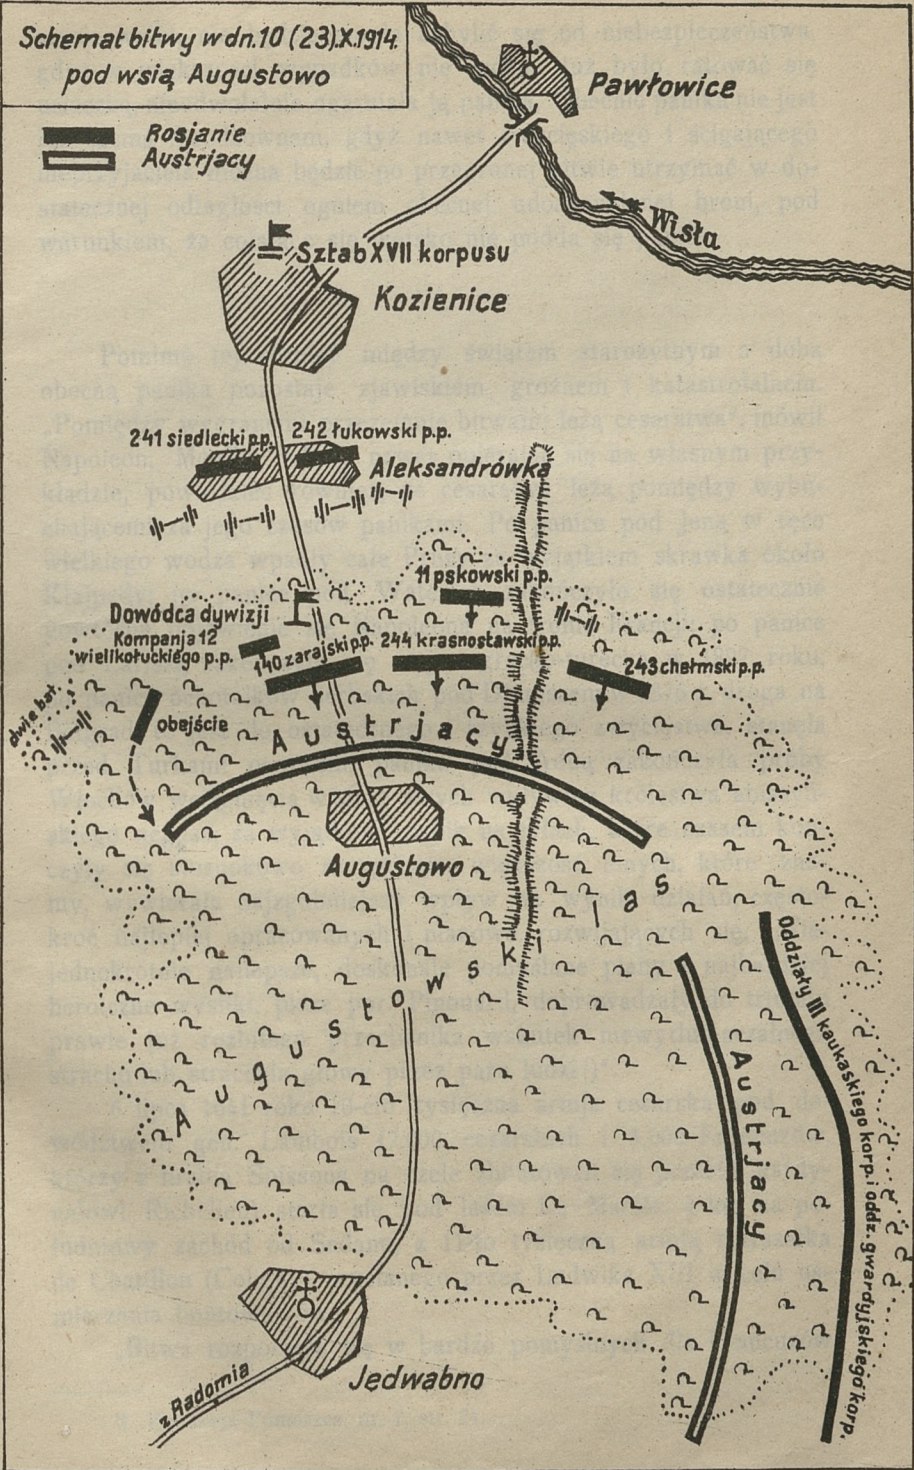 Schemat bitwy w dn. 10 (23).X.1914.
pod wsią Augustowo
Rosjanie
Austrjacy
Pawłowice
Wisła
Sztab XVII korpusu
Kozienice
241 siedlecki p.p.
242 łukowski p.p.
Aleksandrówka
11 pskowski p.p.
Dowódca dywizji
Kompanja 12
wielikołuckiego p.p.
140 zarajski p.p.
244 krasnostawski p.p.
243 chełmski p.p.
dwie bat.
obejście
Austrjacy
Augustowo
Augustowski las
Oddziały III kaukaskiego korp. i oddz. gwardyjskiego korp.
Austrjacy
Jedwabno
z Radomia